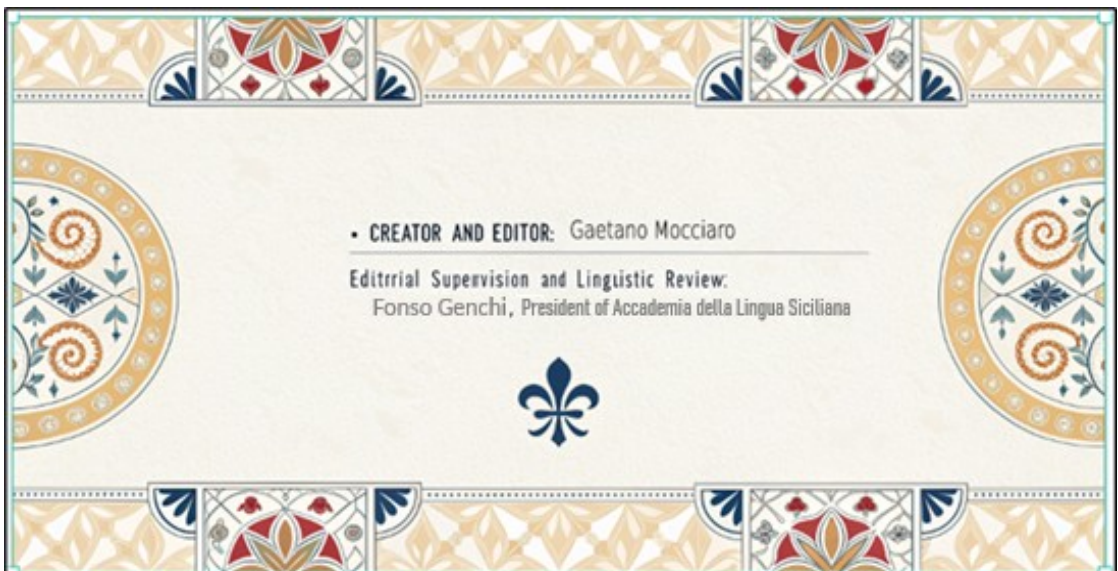 • CREATOR AND EDITOR: Gaetano Mocciaro
Editrrial Supenvision and Linguistic Review:
Fonso Genchi, President of Accademia della Lingua Siciliana